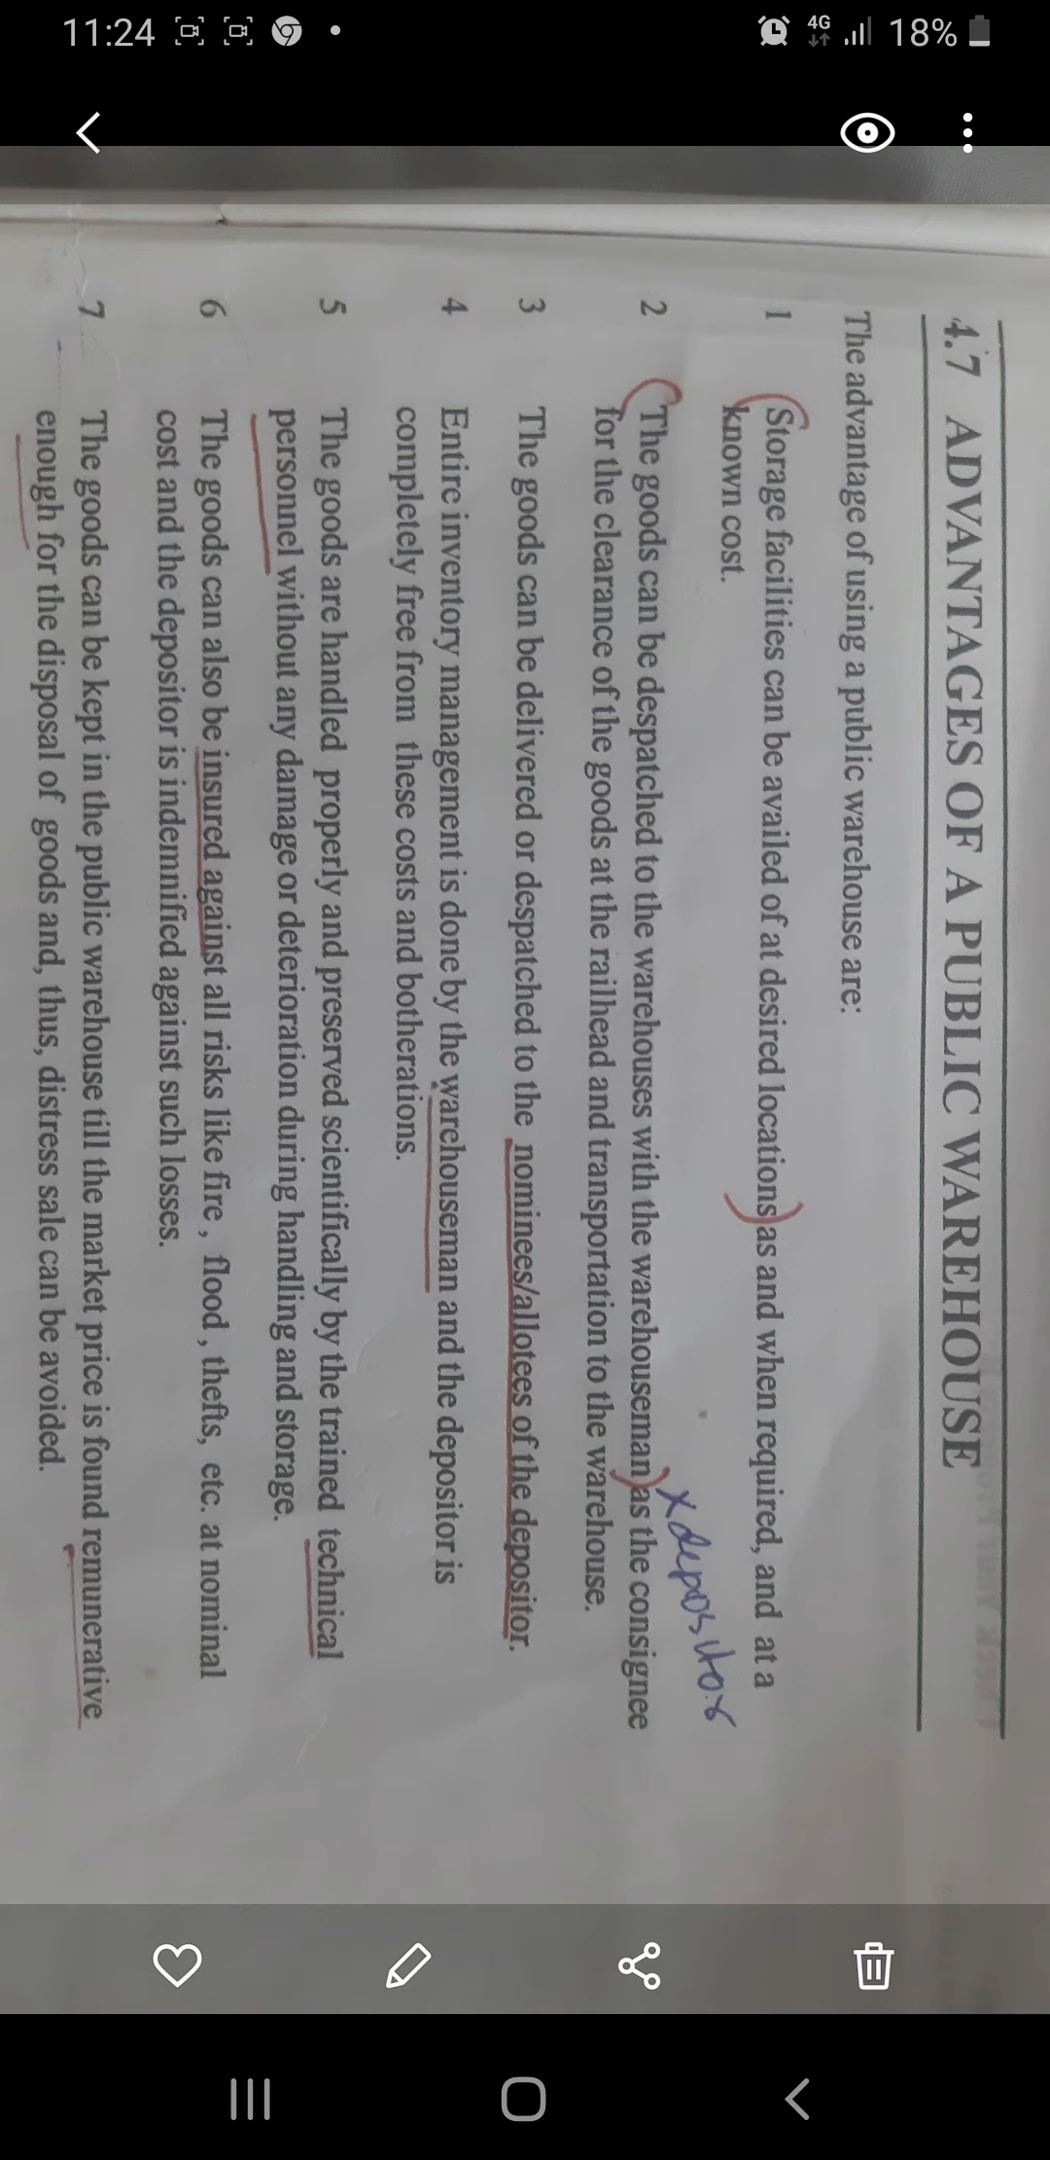 11:24
4G
18%
4.7 ADVANTAGES OF A PUBLIC WAREHOUSE
The advantage of using a public warehouse are:
1 Storage facilities can be availed of at desired locations as and when required, and at a
known cost.
x depositor
2 The goods can be despatched to the warehouses with the warehouseman as the consignee
for the clearance of the goods at the railhead and transportation to the warehouse.
3 The goods can be delivered or despatched to the nominees/allotees of the depositor.
4 Entire inventory management is done by the warehouseman and the depositor is
completely free from these costs and botherations.
5 The goods are handled properly and preserved scientifically by the trained technical
personnel without any damage or deterioration during handling and storage.
6 The goods can also be insured against all risks like fire , flood , thefts, etc. at nominal
cost and the depositor is indemnified against such losses.
7 The goods can be kept in the public warehouse till the market price is found remunerative
enough for the disposal of goods and, thus, distress sale can be avoided.